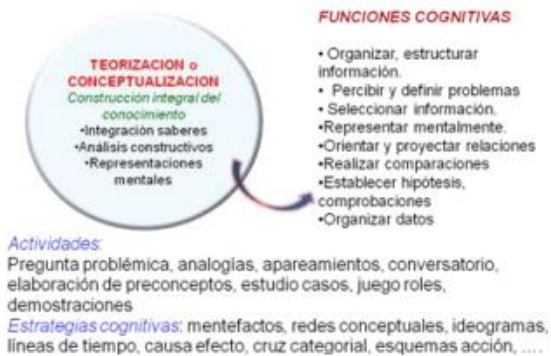 TEORIZACION o
CONCEPTUALIZACION
Construcción integral del
conocimiento
•Integración saberes
•Análisis constructivos
•Representaciones
mentales
FUNCIONES COGNITIVAS
• Organizar, estructurar
información.
• Percibir y definir problemas
• Seleccionar información.
•Representar mentalmente.
•Orientar y proyectar relaciones
•Realizar comparaciones
•Establecer hipótesis,
comprobaciones
•Organizar datos
Actividades:
Pregunta problémica, analogías, apareamientos, conversatorio,
elaboración de preconceptos, estudio casos, juego roles,
demostraciones
Estrategias cognitivas: mentefactos, redes conceptuales, ideogramas,
líneas de tiempo, causa efecto, cruz categorial, esquemas acción, ....